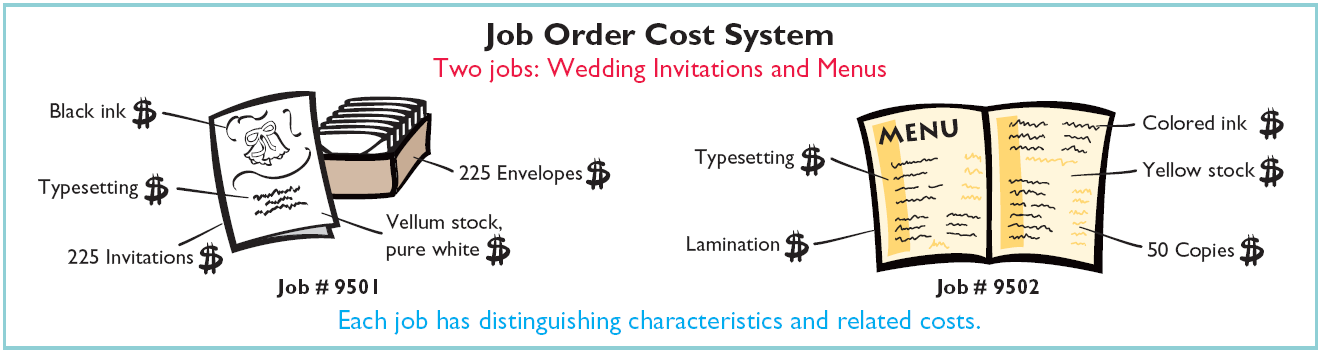 Job Order Cost System
Two jobs: Wedding Invitations and Menus
Black ink $
Typesetting $
225 Invitations $
225 Envelopes $
Vellum stock,
pure white $
Job # 9501
MENU
Typesetting $
Lamination $
Colored ink $
Yellow stock $
50 Copies $
Job # 9502
Each job has distinguishing characteristics and related costs.